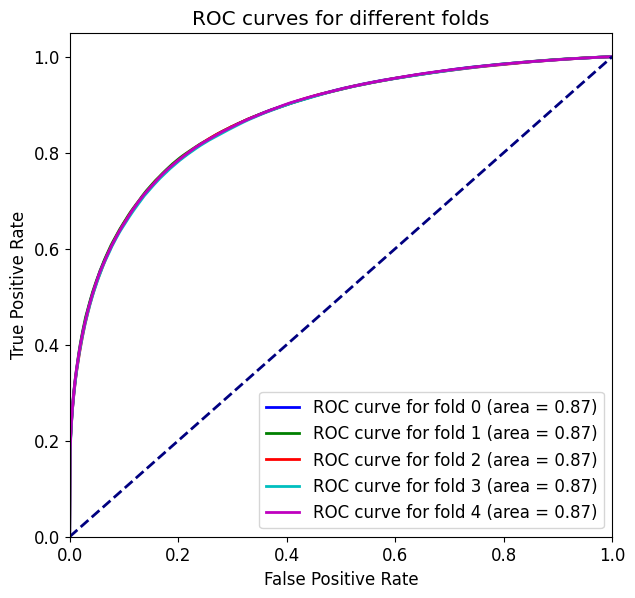 ROC curves for different folds
1.0
0.8
0.6
0.4
0.2
0.0
True Positive Rate
ROC curve for fold 0 (area = 0.87)
ROC curve for fold 1 (area = 0.87)
ROC curve for fold 2 (area = 0.87)
ROC curve for fold 3 (area = 0.87)
ROC curve for fold 4 (area = 0.87)
0.0 0.2 0.4 0.6 0.8 1.0
False Positive Rate